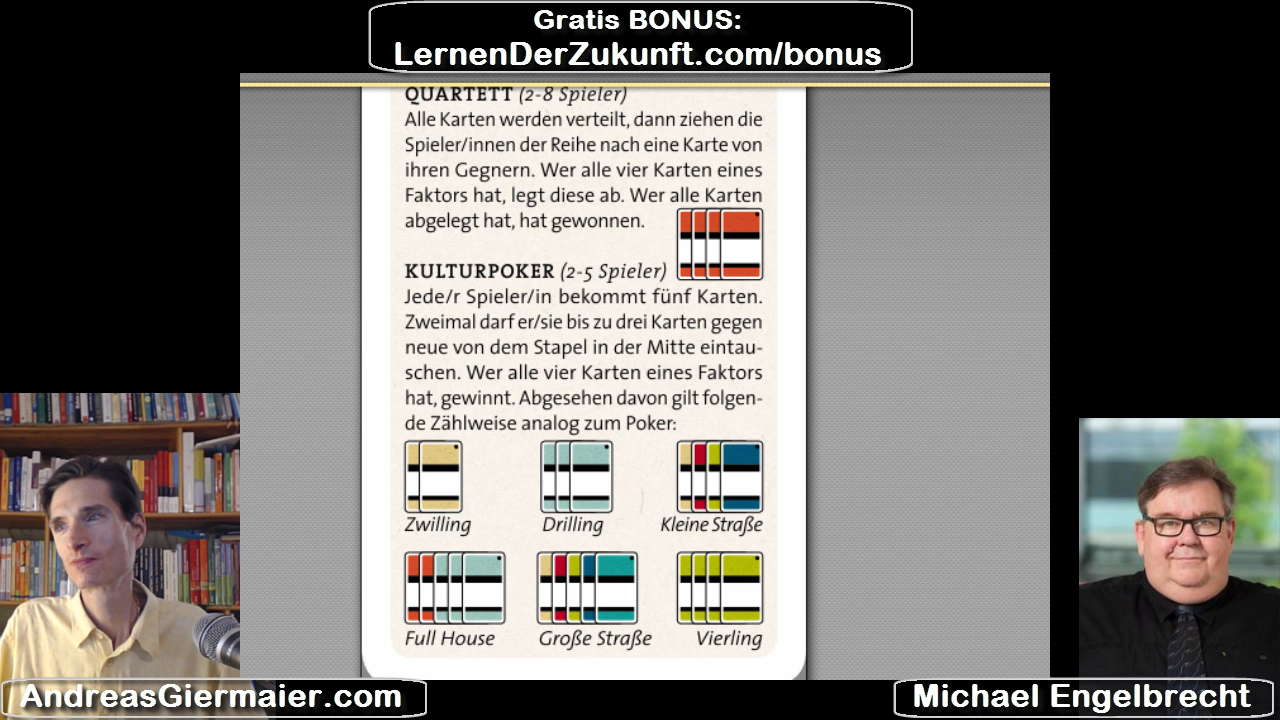 Gratis BONUS:
LernenDerZukunft.com/bonus
QUARTETT (2-8 Spieler)
Alle Karten werden verteilt, dann ziehen die
Spieler/innen der Reihe nach eine Karte von
ihren Gegnern. Wer alle vier Karten eines
Faktors hat, legt diese ab. Wer alle Karten
abgelegt hat, hat gewonnen.
KULTURPOKER (2-5 Spieler)
Jede/r Spieler/in bekommt fünf Karten.
Zweimal darf er/sie bis zu drei Karten gegen
neue von dem Stapel in der Mitte eintau-
schen. Wer alle vier Karten eines Faktors
hat, gewinnt. Abgesehen davon gilt folgen-
de Zählweise analog zum Poker:
Zwilling
Drilling
Kleine Straße
Full House
Große Straße
Vierling
AndreasGiermaier.com
Michael Engelbrecht